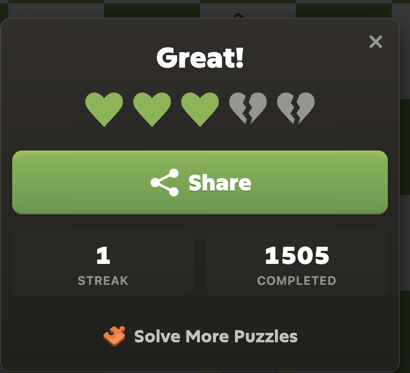 Great!
Share
1
STREAK
1505
COMPLETED
Solve More Puzzles